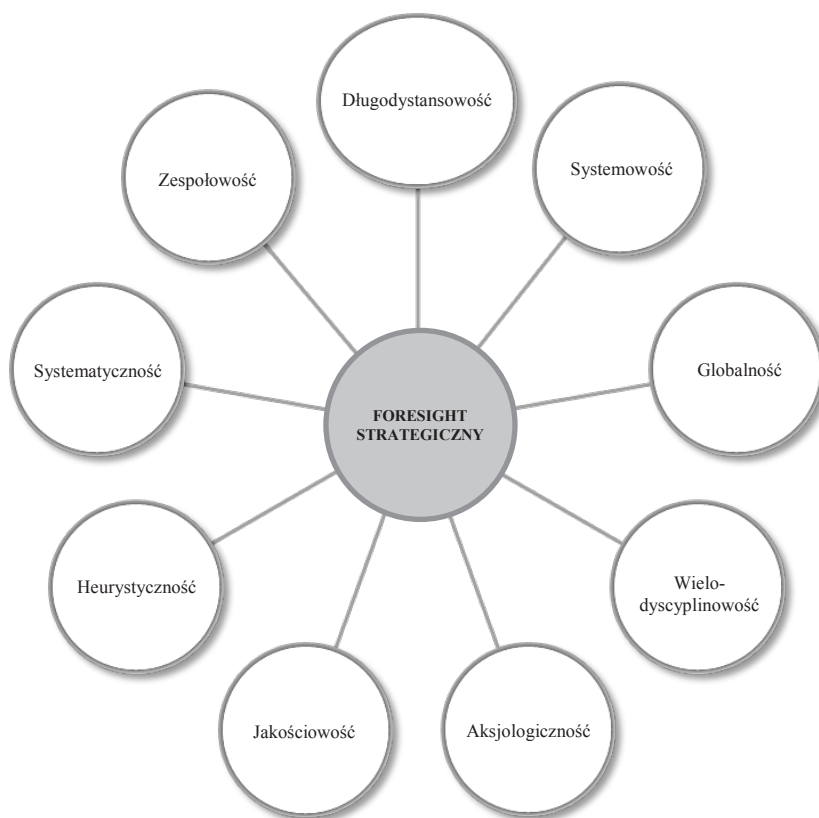 Długodystansowość
Systemowość
Zespołowość
Systematyczność
Globalność
FORESIGHT
STRATEGICZNY
Heurystyczność
Wielo-
dyscyplinowość
Jakościowość
Aksjologiczność